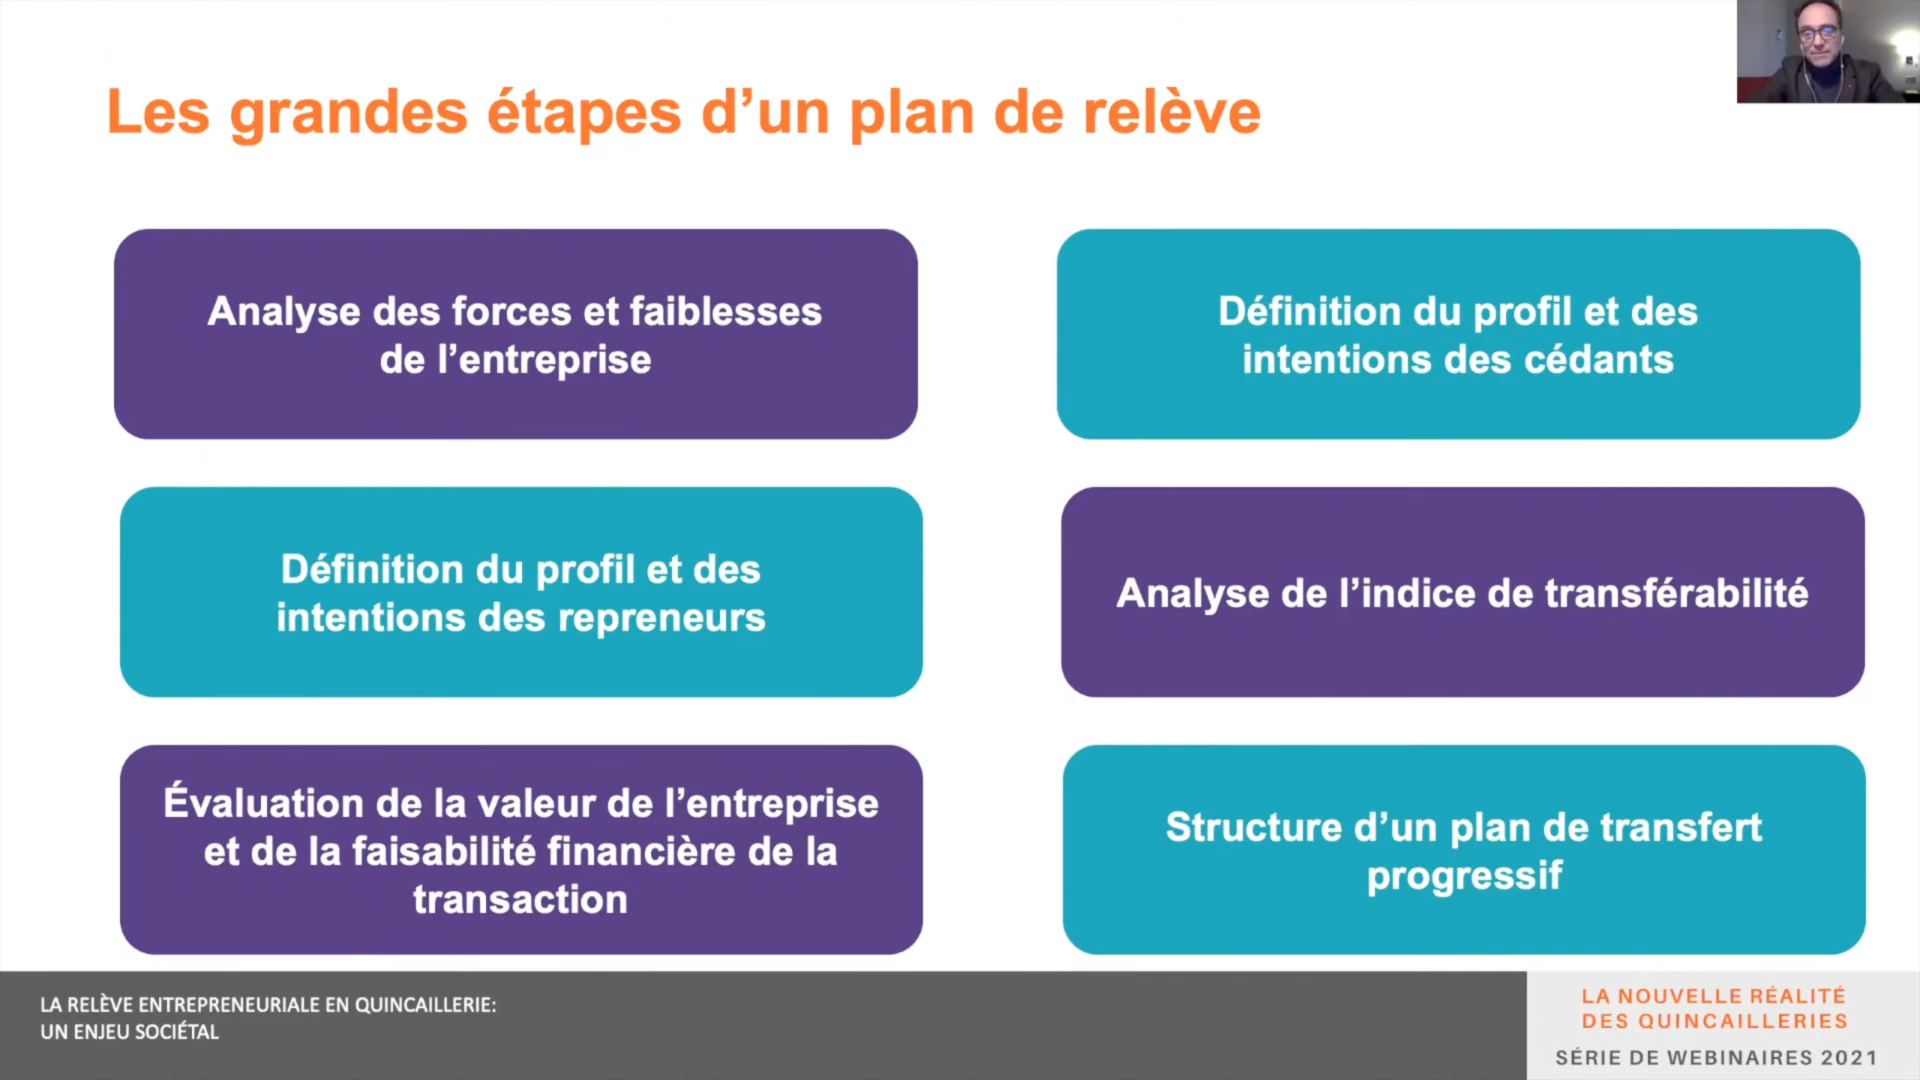 Les grandes étapes d’un plan de relève
Analyse des forces et faiblesses
de l’entreprise
Définition du profil et des
intentions des cédants
Définition du profil et des
intentions des repreneurs
Analyse de l’indice de transférabilité
Évaluation de la valeur de l’entreprise
et de la faisabilité financière de la
transaction
Structure d’un plan de transfert
progressif
LA RELÈVE ENTREPRENEURIALE EN QUINCAILLERIE:
UN ENJEU SOCIÉTAL
LA NOUVELLE RÉALITÉ
DES QUINCAILLERIES
SÉRIE DE WEBINAIRES 2021